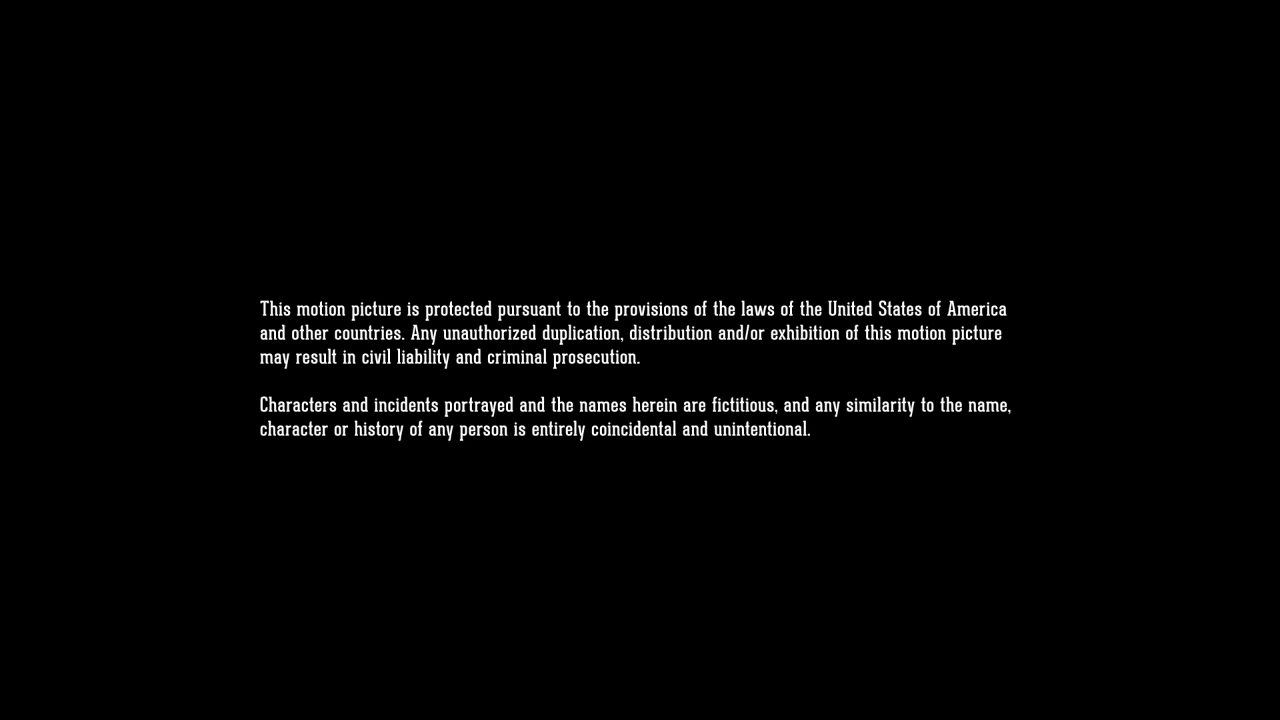 This motion picture is protected pursuant to the provisions of the laws of the United States of America
and other countries. Any unauthorized duplication, distribution and/or exhibition of this motion picture
may result in civil liability and criminal prosecution.
Characters and incidents portrayed and the names herein are fictitious, and any similarity to the name,
character or history of any person is entirely coincidental and unintentional.